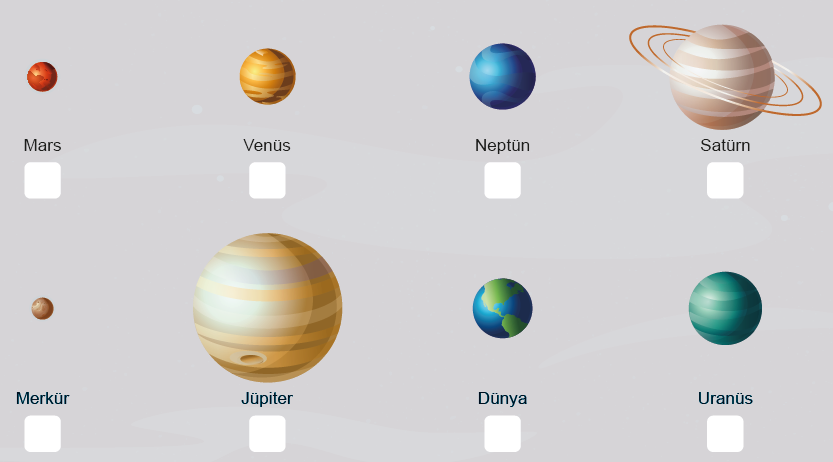 Mars Venüs Neptün Satürn
Merkür Jüpiter Dünya Uranüs